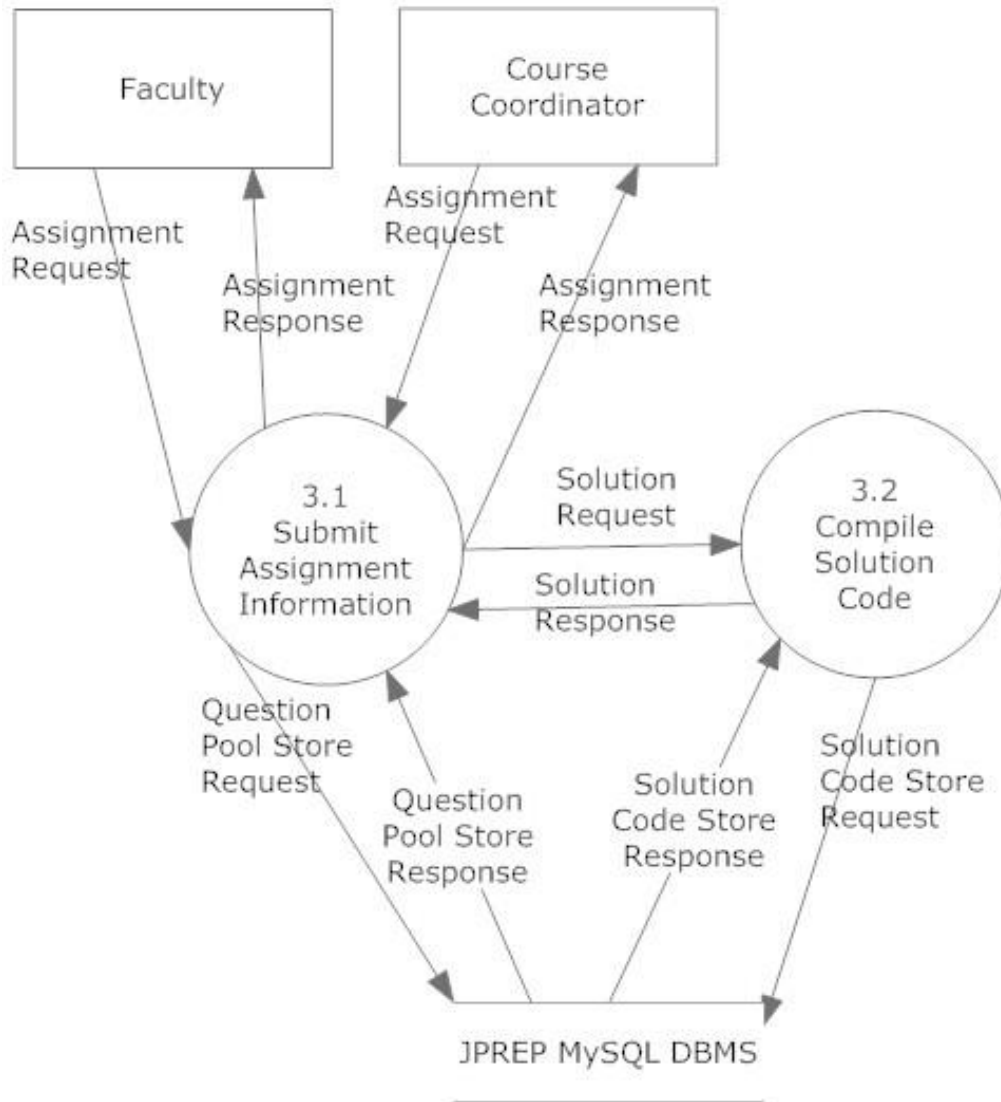 Faculty
Course
Coordinator
Assignment
Request
Assignment
Response
Assignment
Request
Assignment
Response
3.1
Submit
Assignment
Information
Solution
Request
Solution
Response
3.2
Compile
Solution
Code
Question
Pool Store
Request
Question
Pool Store
Response
Solution
Code Store
Response
Solution
Code Store
Request
JPREP MySQL DBMS